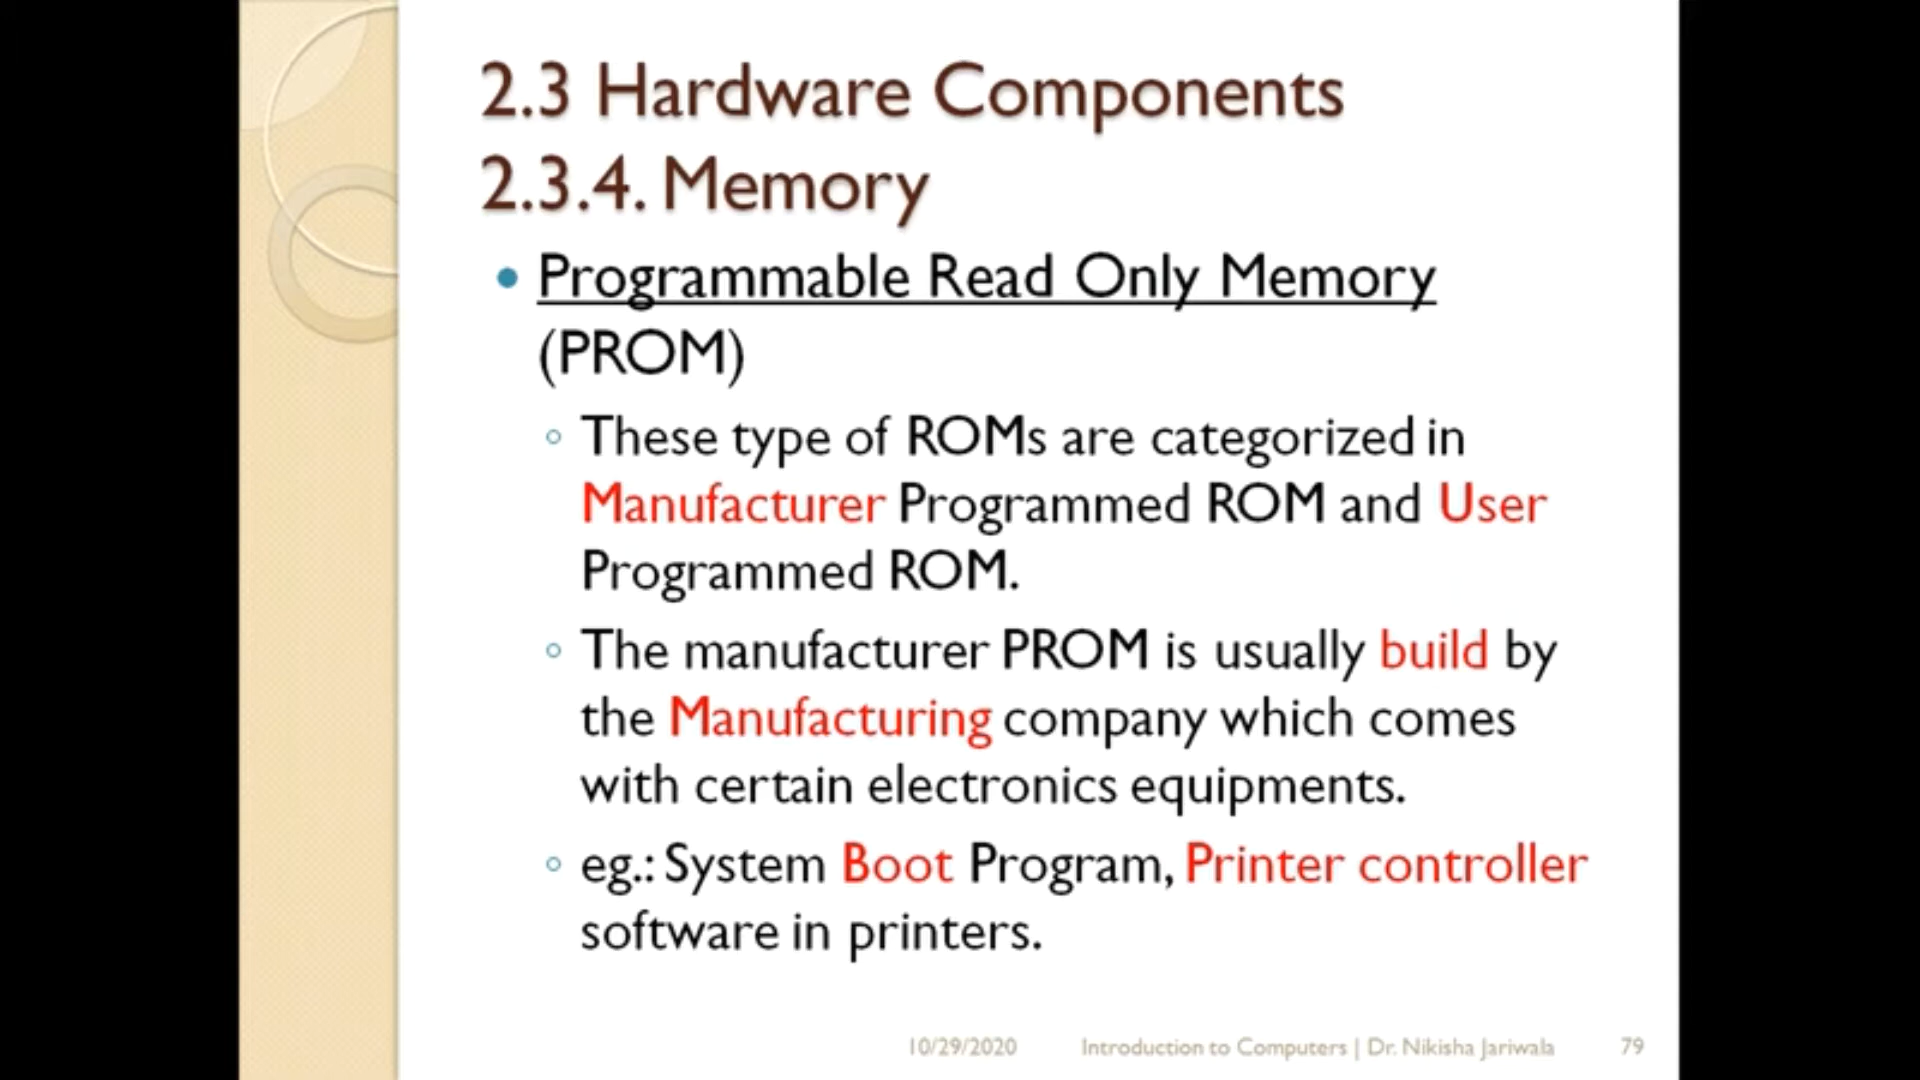 2.3 Hardware Components
2.3.4. Memory
• Programmable Read Only Memory
(PROM)
◦ These type of ROMs are categorized in
Manufacturer Programmed ROM and User
Programmed ROM.
◦ The manufacturer PROM is usually build by
the Manufacturing company which comes
with certain electronics equipments.
◦ eg.: System Boot Program, Printer controller
software in printers.
10/29/2020 Introduction to Computers | Dr. Nikisha Jariwala 79